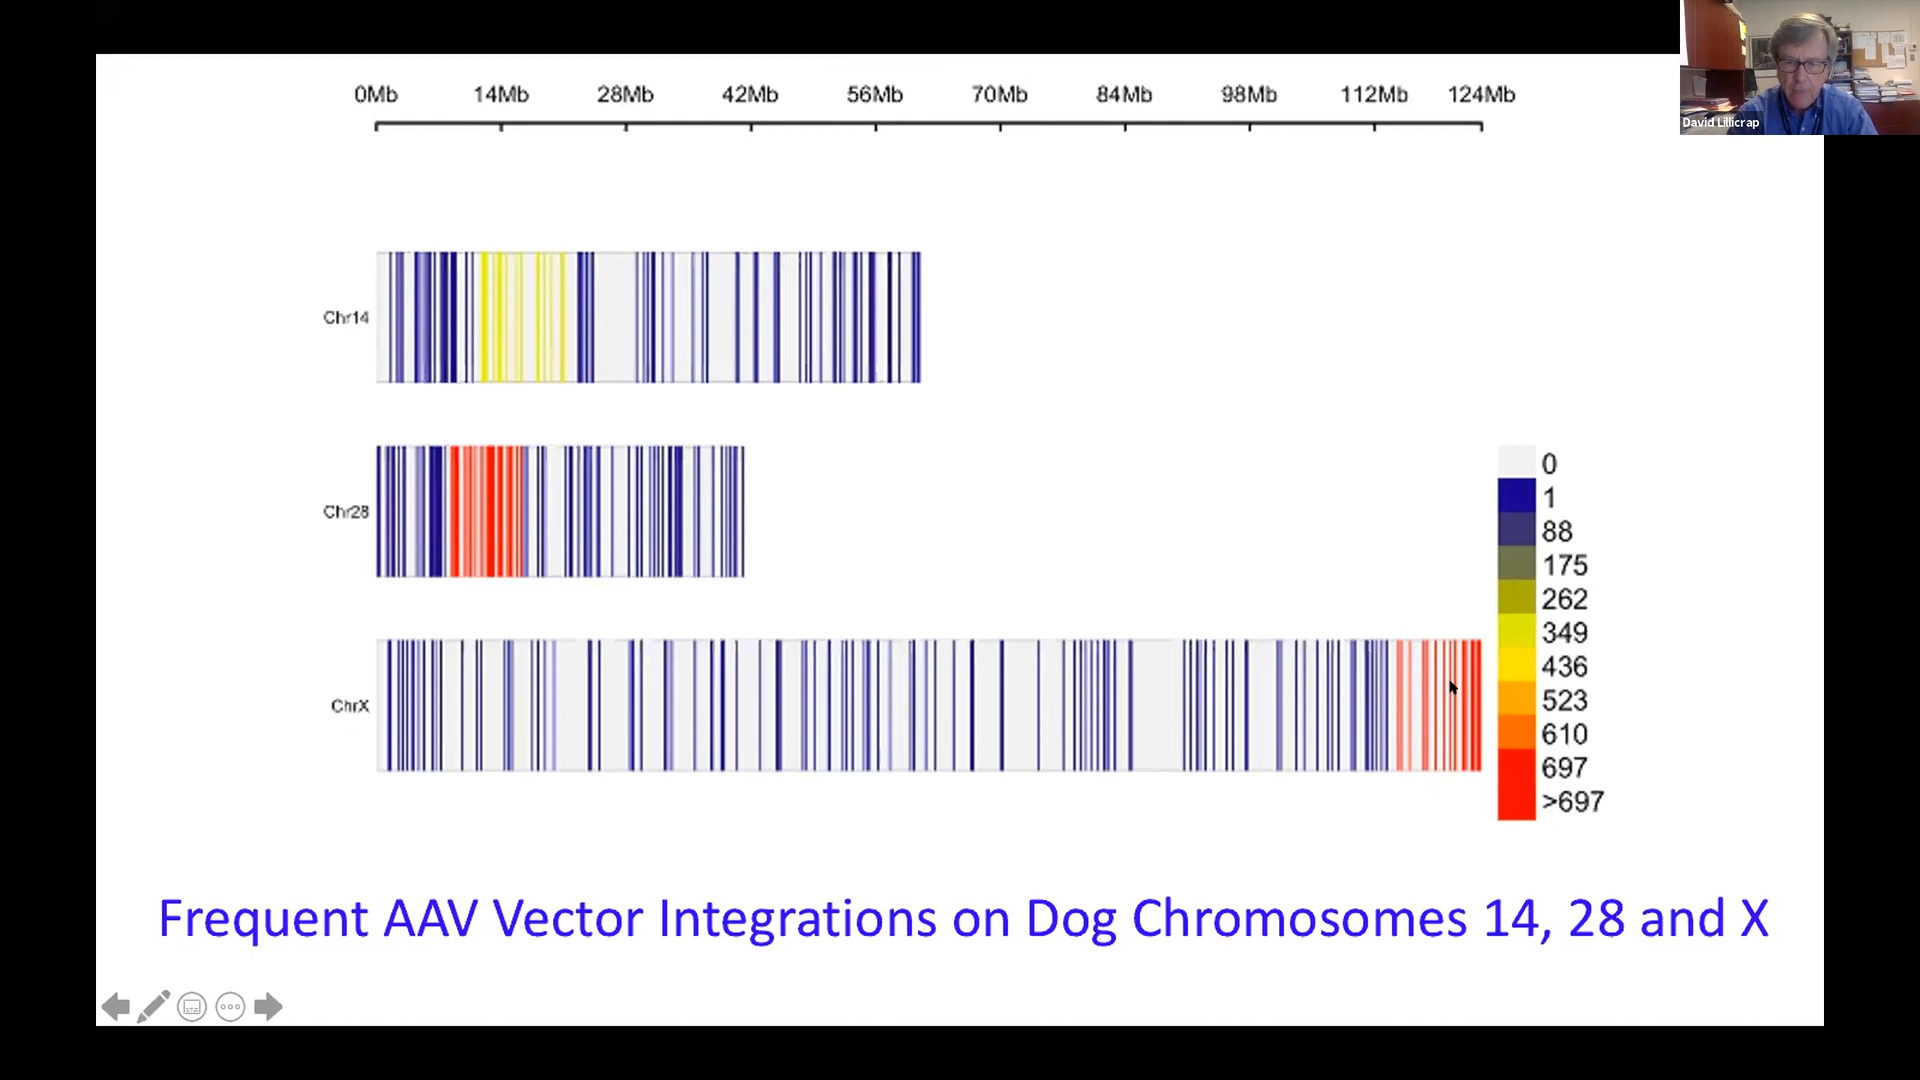 0Mb 14Mb 28Mb 42Mb 56Mb 70Mb 84Mb 98Mb 112Mb 124Mb
David Lillicrap
Chr14
Chr28
ChrX
0
1
88
175
262
349
436
523
610
697
>697
Frequent AAV Vector Integrations on Dog Chromosomes 14, 28 and X